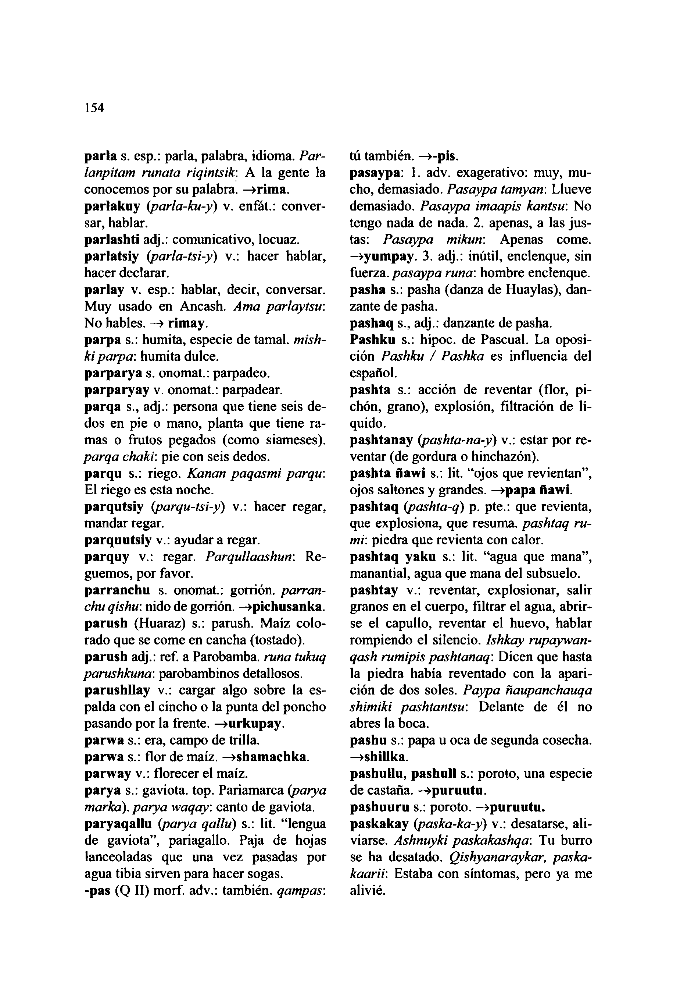 154
parla s. esp.: parla, palabra, idioma. Par-
lanpitam runata riqintsik: A la gente la
conocemos por su palabra. →rima.
parlakuy (parla-ku-y) v. enfát.: conver-
sar, hablar.
parlashti adj.: comunicativo, locuaz.
parlatsiy (parla-tsi-y) v.: hacer hablar,
hacer declarar.
parlay v. esp.: hablar, decir, conversar.
Muy usado en Ancash. Ama parlaytsu:
No hables. → rimay.
parpa s.: humita, especie de tamal. mish-
ki parpa: humita dulce.
parparya s. onomat.: parpadeo.
parparyay v. onomat.: parpadear.
parqa s., adj.: persona que tiene seis de-
dos en pie o mano, planta que tiene ra-
mas o frutos pegados (como siameses).
parqa chaki: pie con seis dedos.
parqu s.: riego. Kanan paqasmi parqu:
El riego es esta noche.
parqutsiy (parqu-tsi-y) v.: hacer regar,
mandar regar.
parquutsiy v.: ayudar a regar.
parquy v.: regar. Parqullaashun: Re-
guemos, por favor.
parranchu s. onomat.: gorrión. parran-
chu qishu: nido de gorrión. →pichusanka.
parush (Huaraz) s.: parush. Maíz colo-
rado que se come en cancha (tostado).
parush adj.: ref. a Parobamba. runa tukuq
parushkuna: parobambinos detallosos.
parushllay v.: cargar algo sobre la es-
palda con el cincho o la punta del poncho
pasando por la frente. →urkupay.
parwa s.: era, campo de trilla.
parwa s.: flor de maíz. →shamachka.
parway v.: florecer el maíz.
parya s.: gaviota. top. Pariamarca (parya
marka). parya waqay: canto de gaviota.
paryaqallu (parya qallu) s.: lit. “lengua
de gaviota”, pariagallo. Paja de hojas
lanceoladas que una vez pasadas por
agua tibia sirven para hacer sogas.
-pas (Q II) morf. adv.: también. qampas:
tú también. →-pis.
pasaypa: 1. adv. exagerativo: muy, mu-
cho, demasiado. Pasaypa tamyan: Llueve
demasiado. Pasaypa imaapis kantsu: No
tengo nada de nada. 2. apenas, a las jus-
tas: Pasaypa mikun: Apenas come.
→yumpay. 3. adj.: inútil, enclenque, sin
fuerza. pasaypa runa: hombre enclenque.
pasha s.: pasha (danza de Huaylas), dan-
zante de pasha.
pashaq s., adj.: danzante de pasha.
Pashku s.: hipoc. de Pascual. La oposi-
ción Pashku / Pashka es influencia del
español.
pashta s.: acción de reventar (flor, pi-
chón, grano), explosión, filtración de lí-
quido.
pashtanay (pashta-na-y) v.: estar por re-
ventar (de gordura o hinchazón).
pashta ñawi s.: lit. “ojos que revientan”,
ojos saltones y grandes. →papa ñawi.
pashtaq (pashta-q) p. pte.: que revienta,
que explosiona, que resuma. pashtaq ru-
mi: piedra que revienta con calor.
pashtaq yaku s.: lit. “agua que mana”,
manantial, agua que mana del subsuelo.
pashtay v.: reventar, explosionar, salir
granos en el cuerpo, filtrar el agua, abrir-
se el capullo, reventar el huevo, hablar
rompiendo el silencio. Ishkay rupaywan-
qash rumipis pashtanaq: Dicen que hasta
la piedra había reventado con la apari-
ción de dos soles. Paypa ñaupanchauqa
shimiki pashtantsu: Delante de él no
abres la boca.
pashu s.: papa u oca de segunda cosecha.
→shillka.
pashullu, pashull s.: poroto, una especie
de castaña. →puruutu.
pashuuru s.: poroto. →puruutu.
paskakay (paska-ka-y) v.: desatarse, ali-
viarse. Ashnuyki paskakashqa: Tu burro
se ha desatado. Qishyanaraykar, paska-
kaarii: Estaba con síntomas, pero ya me
alivié.